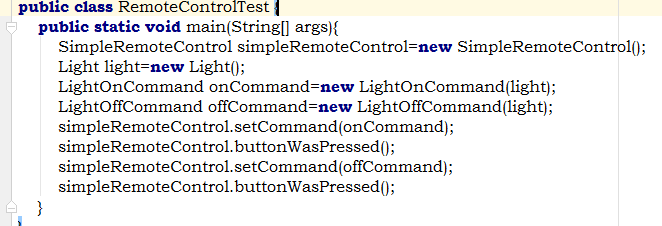 public class RemoteControlTest {
public static void main(String[] args){
SimpleRemoteControl simpleRemoteControl=new SimpleRemoteControl();
Light light=new Light();
LightOnCommand onCommand=new LightOnCommand(light);
LightOffCommand offCommand=new LightOffCommand(light);
simpleRemoteControl.setCommand(onCommand);
simpleRemoteControl.buttonWasPressed();
simpleRemoteControl.setCommand(offCommand);
simpleRemoteControl.buttonWasPressed();
}
}